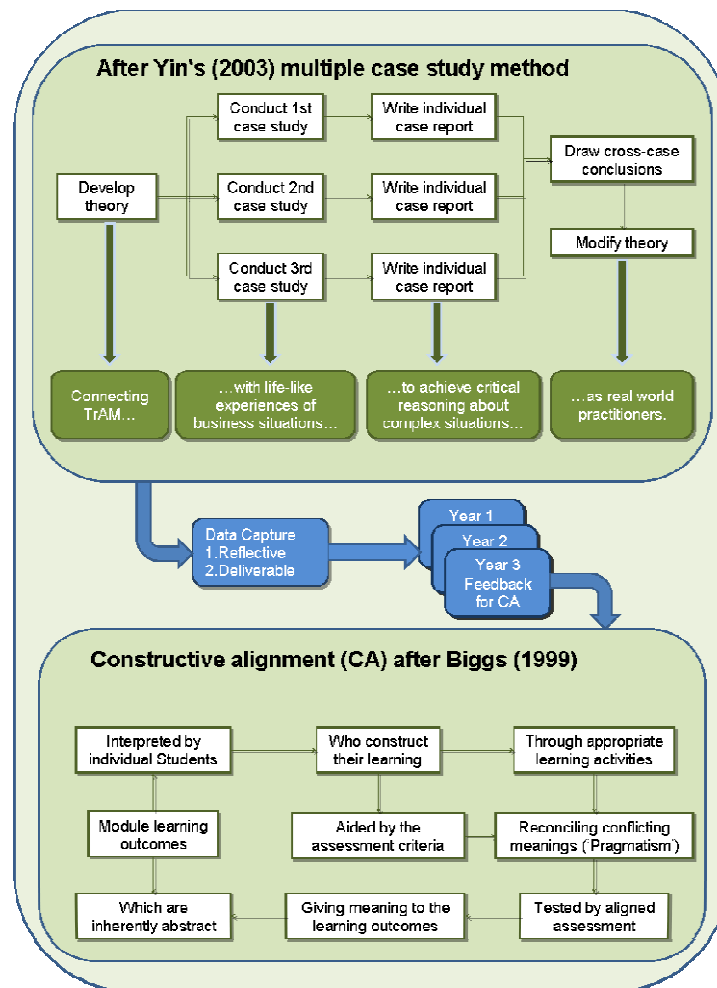 After Yin's (2003) multiple case study method
Conduct 1st
case study
Write individual
case report
Draw cross-case
conclusions
Develop
theory
Conduct 2nd
case study
Write individual
case report
Modify theory
Conduct 3rd
case study
Write individual
case report
Connecting
TrAM…
…with life-like
experiences of
business situations…
…to achieve critical
reasoning about
complex situations…
…as real world
practitioners.
Data Capture
1.Reflective
2.Deliverable
Year 1
Year 2
Year 3
Feedback
for CA
Constructive alignment (CA) after Biggs (1999)
Interpreted by
individual Students
Who construct
their learning
Through appropriate
learning activities
Module learning
outcomes
Aided by the
assessment criteria
Reconciling conflicting
meanings ('Pragmatism')
Which are
inherently abstract
Giving meaning to the
learning outcomes
Tested by aligned
assessment